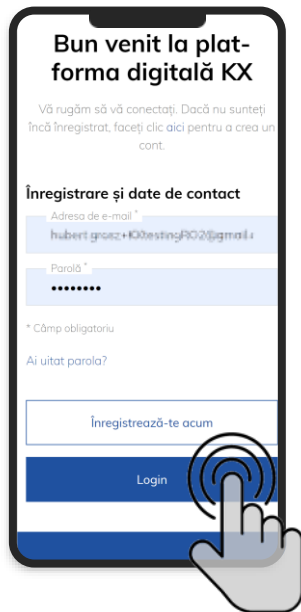 Bun venit la plat-
forma digitală KX
Vă rugăm să vă conectați. Dacă nu sunteți
încă înregistrat, faceți clic aici pentru a crea un
cont.
Înregistrare și date de contact
Adresa de e-mail *
Parolă *
••••••••
* Câmp obligatoriu
Ai uitat parola?
Înregistrează-te acum
Login